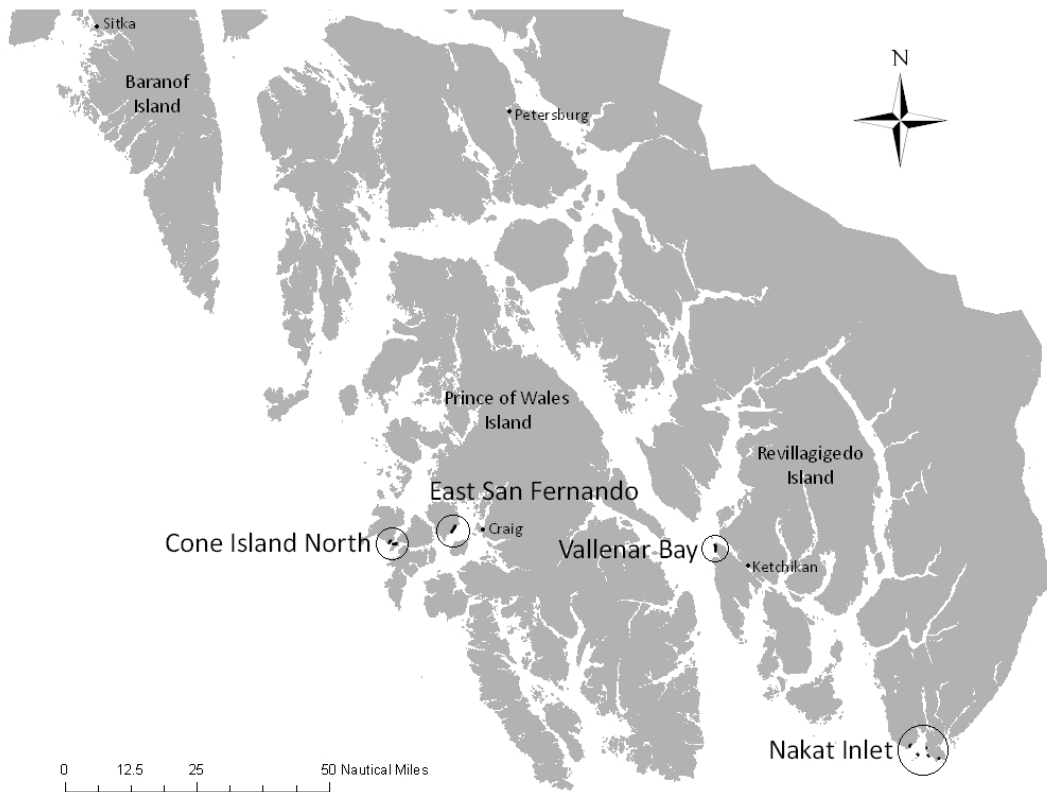 Sitka
Baranof
Island
N
Petersburg
Prince of Wales
Island
Revillagigedo
Island
East San Fernando
Craig
Cone Island North
Vallenar Bay
Ketchikan
Nakat Inlet
0 12.5 25 50 Nautical Miles